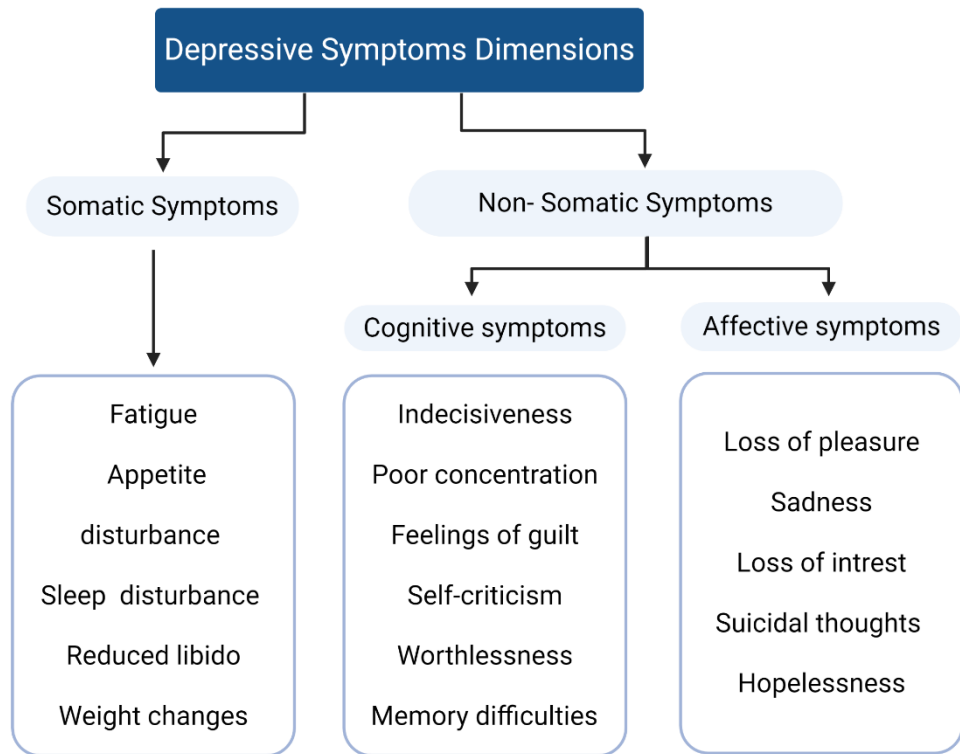 Depressive Symptoms Dimensions
Somatic Symptoms
Non- Somatic Symptoms
Cognitive symptoms
Affective symptoms
Fatigue
Appetite
disturbance
Sleep disturbance
Reduced libido
Weight changes
Indecisiveness
Poor concentration
Feelings of guilt
Self-criticism
Worthlessness
Memory difficulties
Loss of pleasure
Sadness
Loss of intrest
Suicidal thoughts
Hopelessness